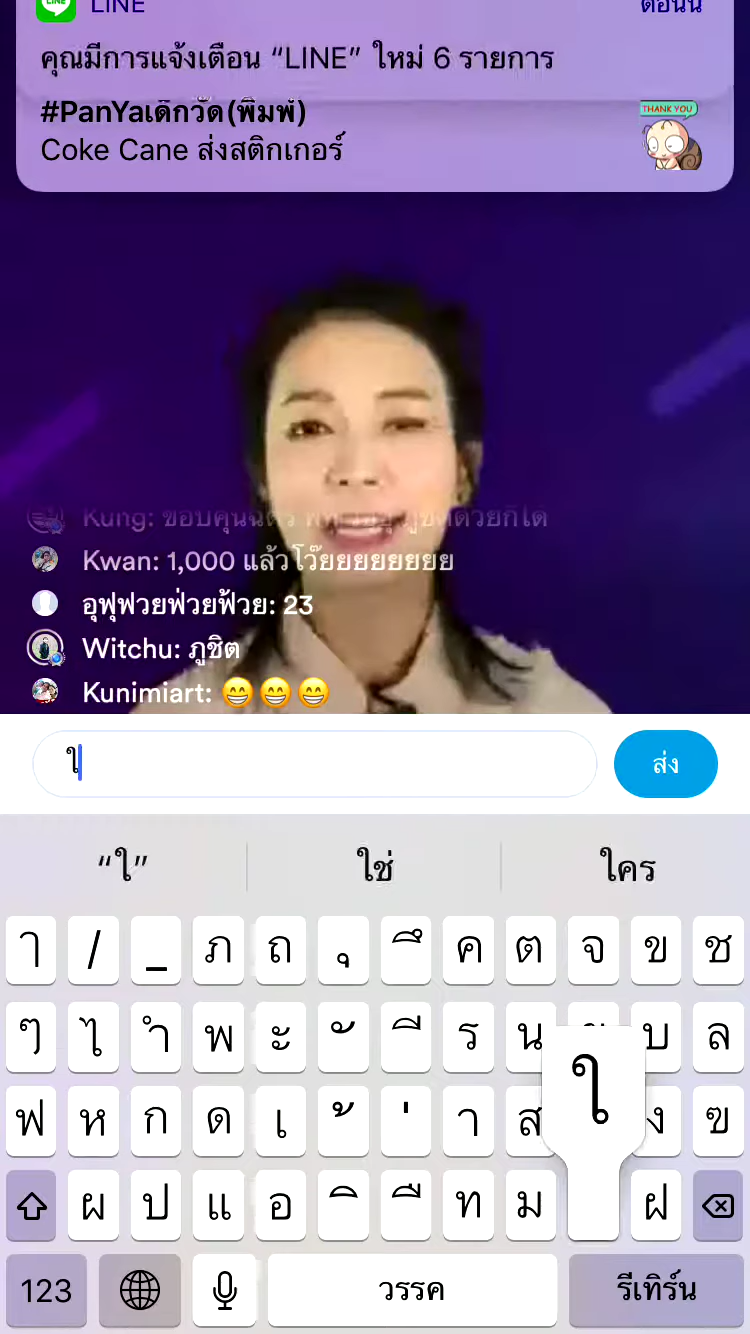 LINE
ตอนนี้
คุณมีการแจ้งเตือน “LINE” ใหม่ 6 รายการ
#PanYaเด็กวัด(พิมพ์)
Coke Cane ส่งสติกเกอร์
THANK YOU
Kung:
Kwan: 1,000 แล้วโว๊ยยยยยยยย
อุฟุฟวยฟ่วยฟ้วย: 23
Witchu: ภูชิต
Kunimiart: 😁😁😁
ใ
ส่ง
“ใ” ใช่ ใคร
ๅ / _ ภ ถ ุ ึ ค ต จ ข ช
ๆ ไ ำ พ ะ ั ี ร น บ ล
ฟ ห ก ด เ ้ ่ า ส ง ฃ
ใ
ผ ป แ อ ิ ื ท ม ฝ
123 วรรค รีเทิร์น